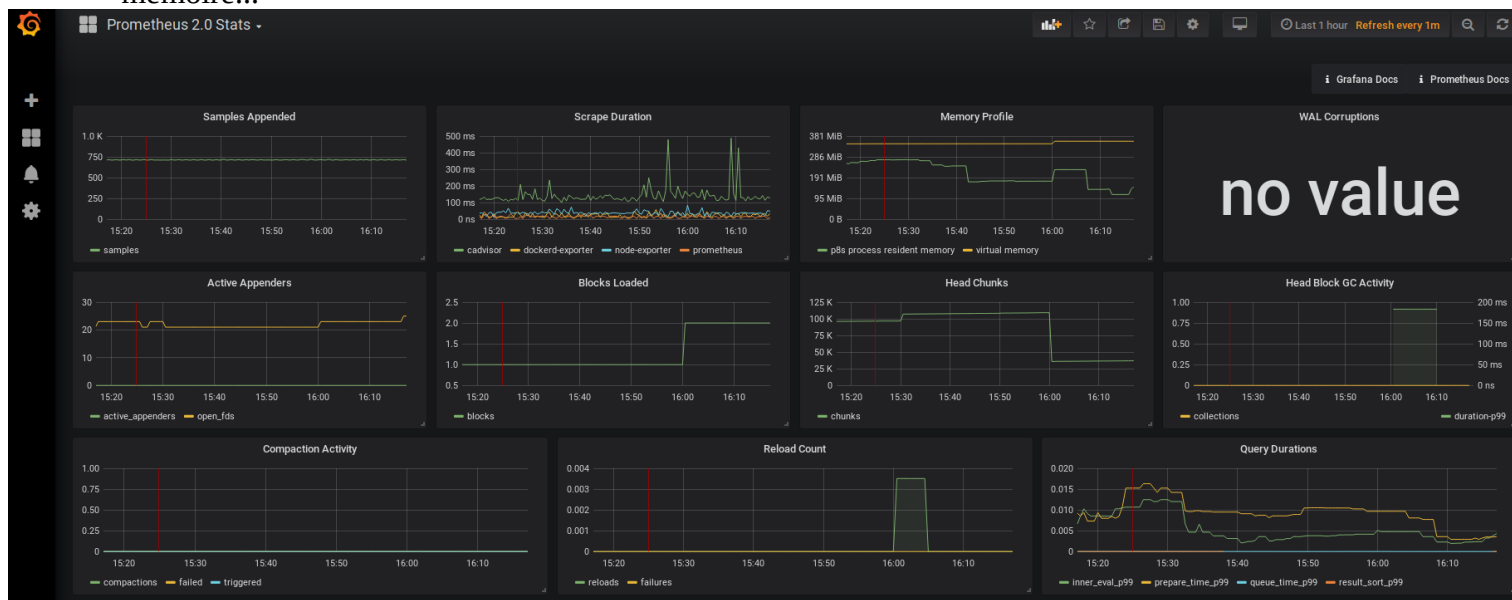 mémoire...
Prometheus 2.0 Stats
Last 1 hour Refresh every 1m
i Grafana Docs i Prometheus Docs
Samples Appended
1.0 K
750
500
250
0
15:20 15:30 15:40 15:50 16:00 16:10
samples
Scrape Duration
500 ms
400 ms
300 ms
200 ms
100 ms
0 ns
15:20 15:30 15:40 15:50 16:00 16:10
cadvisor dockerd-exporter node-exporter prometheus
Memory Profile
381 MiB
286 MiB
191 MiB
95 MiB
0 B
15:20 15:30 15:40 15:50 16:00 16:10
p8s process resident memory virtual memory
WAL Corruptions
no value
Active Appenders
30
20
10
0
15:20 15:30 15:40 15:50 16:00 16:10
active_appenders open_fds
Blocks Loaded
2.5
2.0
1.5
1.0
0.5
15:20 15:30 15:40 15:50 16:00 16:10
blocks
Head Chunks
125 K
100 K
75 K
50 K
25 K
0
15:20 15:30 15:40 15:50 16:00 16:10
chunks
Head Block GC Activity
1.00 200 ms
0.75 150 ms
0.50 100 ms
0.25 50 ms
0 0 ns
15:20 15:30 15:40 15:50 16:00 16:10
collections duration-p99
Compaction Activity
1.00
0.75
0.50
0.25
0
15:20 15:30 15:40 15:50 16:00 16:10
compactions failed triggered
Reload Count
0.004
0.003
0.002
0.001
0
15:20 15:30 15:40 15:50 16:00 16:10
reloads failures
Query Durations
0.020
0.015
0.010
0.005
0
15:20 15:30 15:40 15:50 16:00 16:10
inner_eval_p99 prepare_time_p99 queue_time_p99 result_sort_p99